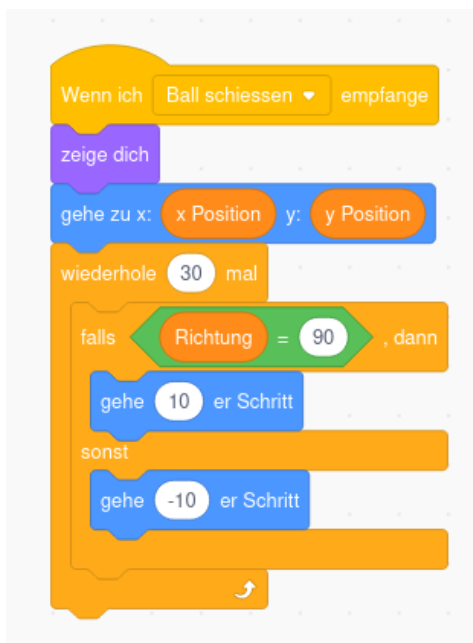 Wenn ich Ball schiessen empfange
zeige dich
gehe zu x: x Position y: y Position
wiederhole 30 mal
falls Richtung = 90 , dann
gehe 10 er Schritt
sonst
gehe -10 er Schritt